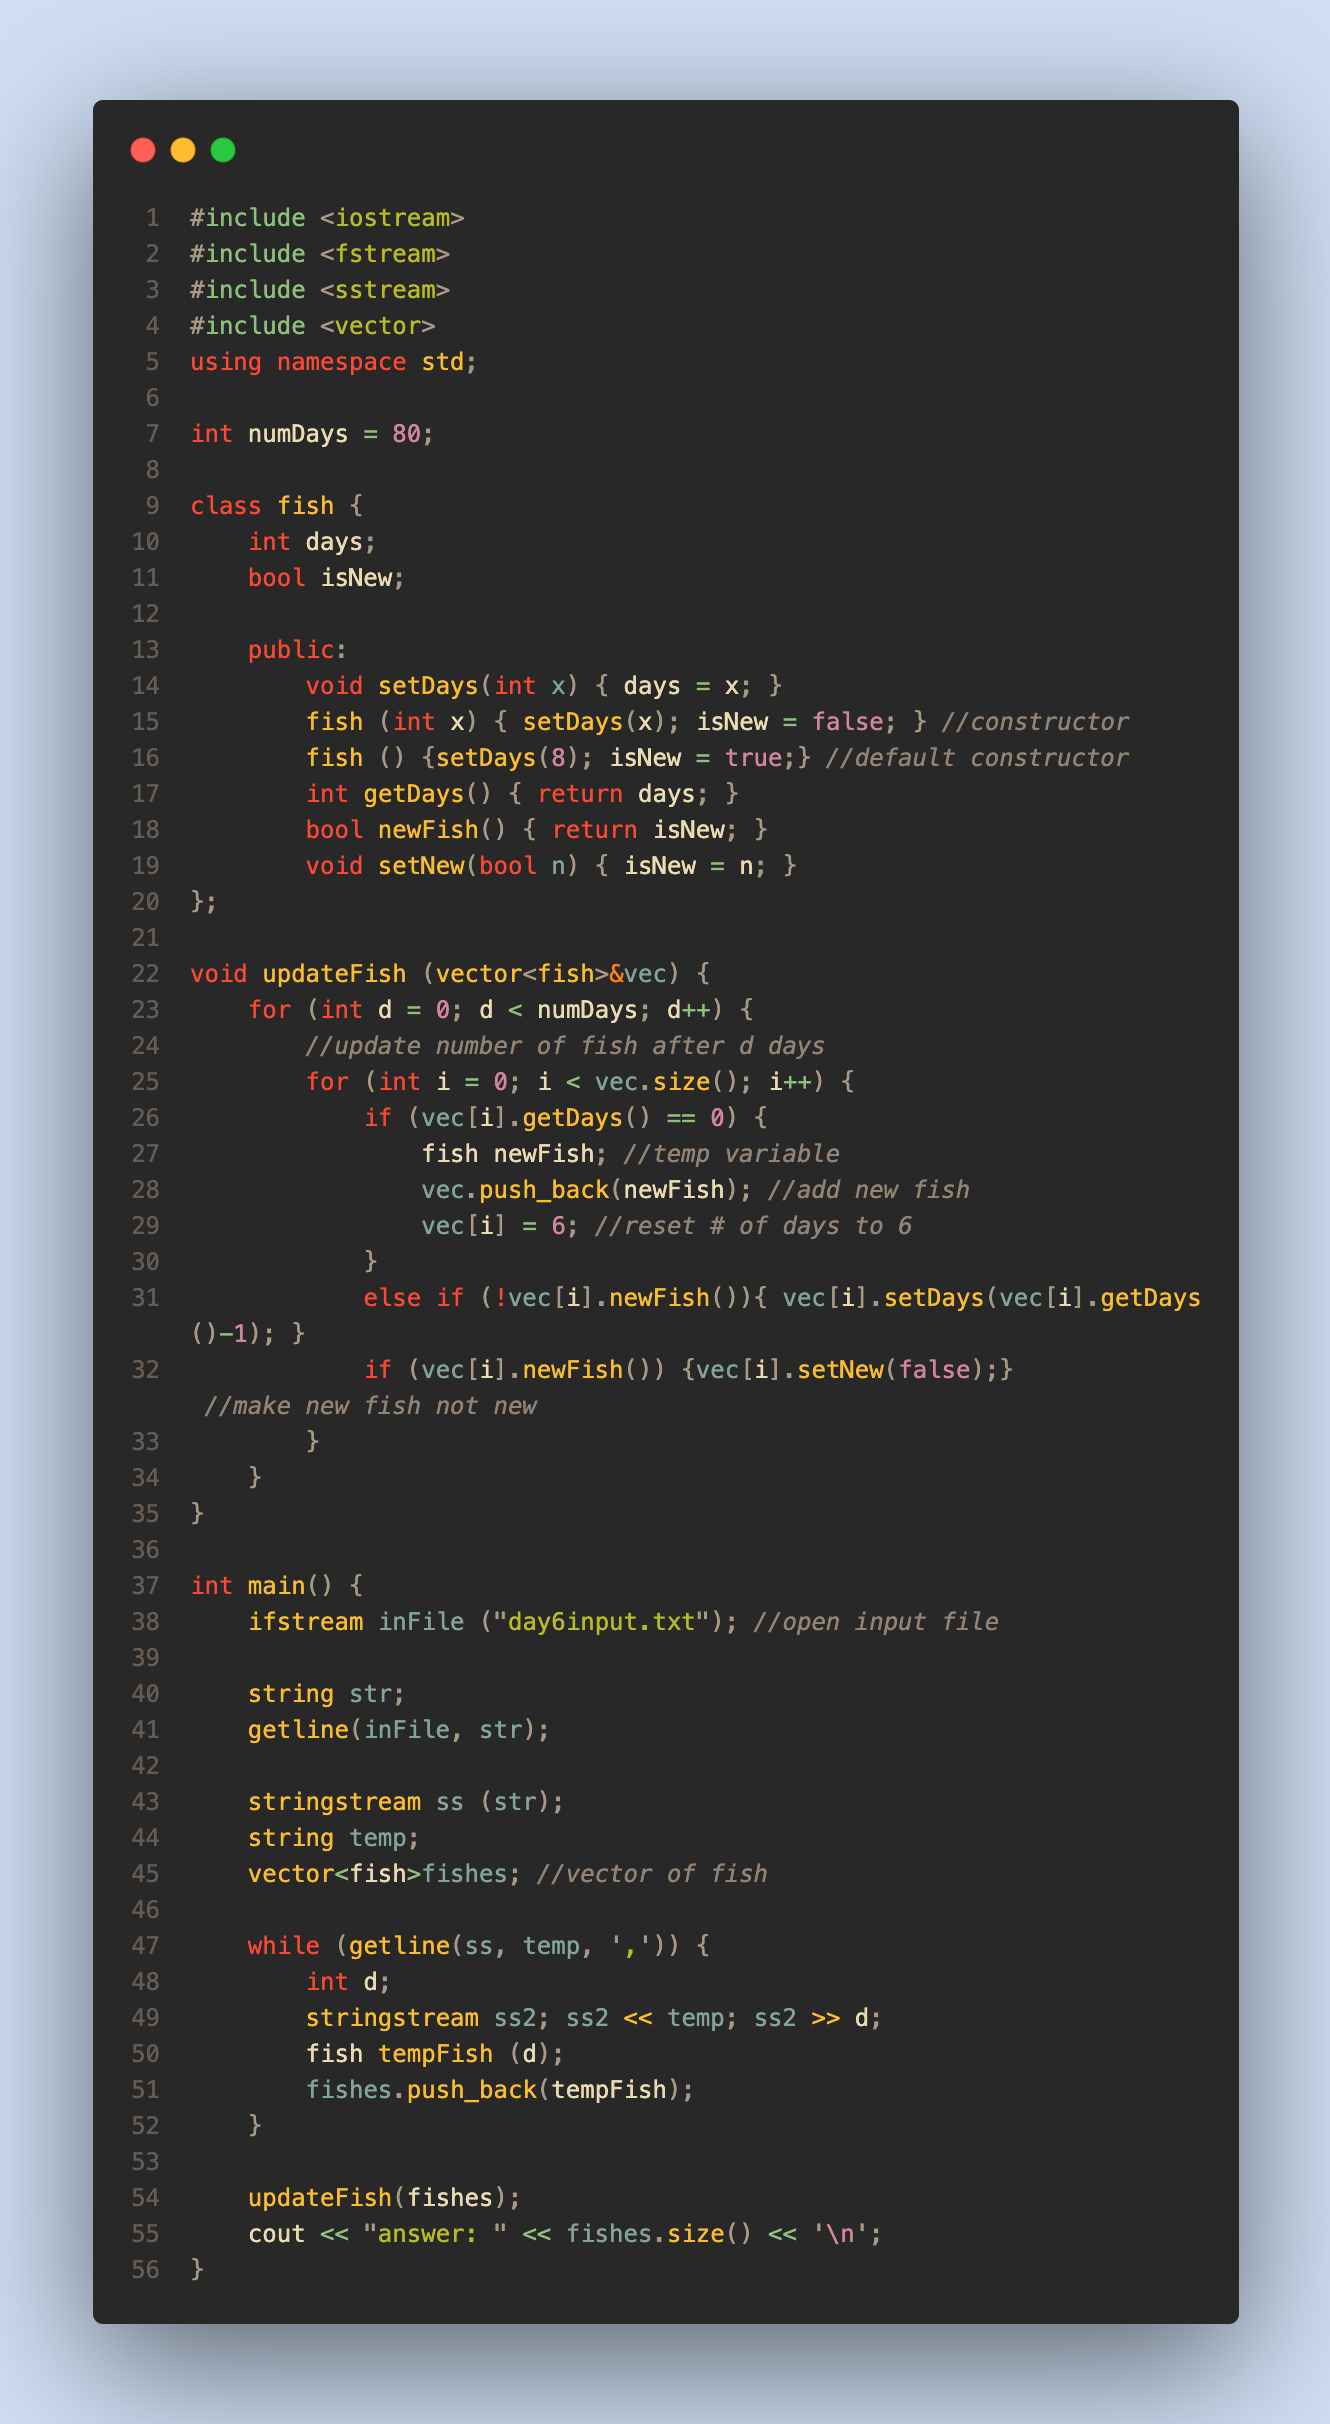 1 #include <iostream>
2 #include <fstream>
3 #include <sstream>
4 #include <vector>
5 using namespace std;
6
7 int numDays = 80;
8
9 class fish {
10     int days;
11     bool isNew;
12
13     public:
14         void setDays(int x) { days = x; }
15         fish (int x) { setDays(x); isNew = false; } //constructor
16         fish () {setDays(8); isNew = true;} //default constructor
17         int getDays() { return days; }
18         bool newFish() { return isNew; }
19         void setNew(bool n) { isNew = n; }
20 };
21
22 void updateFish (vector<fish>&vec) {
23     for (int d = 0; d < numDays; d++) {
24         //update number of fish after d days
25         for (int i = 0; i < vec.size(); i++) {
26             if (vec[i].getDays() == 0) {
27                 fish newFish; //temp variable
28                 vec.push_back(newFish); //add new fish
29                 vec[i] = 6; //reset # of days to 6
30             }
31             else if (!vec[i].newFish()){ vec[i].setDays(vec[i].getDays
()-1); }
32             if (vec[i].newFish()) {vec[i].setNew(false);}
 //make new fish not new
33         }
34     }
35 }
36
37 int main() {
38     ifstream inFile ("day6input.txt"); //open input file
39
40     string str;
41     getline(inFile, str);
42
43     stringstream ss (str);
44     string temp;
45     vector<fish>fishes; //vector of fish
46
47     while (getline(ss, temp, ',')) {
48         int d;
49         stringstream ss2; ss2 << temp; ss2 >> d;
50         fish tempFish (d);
51         fishes.push_back(tempFish);
52     }
53
54     updateFish(fishes);
55     cout << "answer: " << fishes.size() << '\n';
56 }